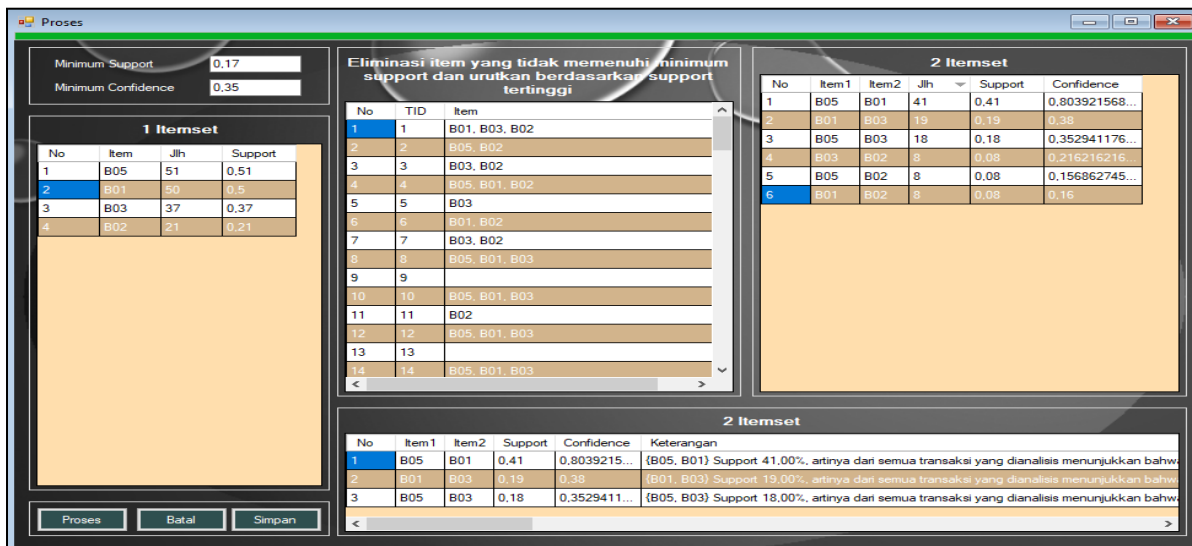 Proses
Minimum Support 0,17
Minimum Confidence 0,35
1 Itemset
No Item Jlh Support
1 B05 51 0,51
2 B01 50 0,5
3 B03 37 0,37
4 B02 21 0,21
Proses Batal Simpan
Eliminasi item yang tidak memenuhi minimum
support dan urutkan berdasarkan support
tertinggi
No TID Item
1 1 B01, B03, B02
2 2 B05, B02
3 3 B03, B02
4 4 B05, B01, B02
5 5 B03
6 6 B01, B02
7 7 B03, B02
8 8 B05, B01, B03
9 9
10 10 B05, B01, B03
11 11 B02
12 12 B05, B01, B03
13 13
14 14 B05, B01, B03
2 Itemset
No Item1 Item2 Jlh Support Confidence
1 B05 B01 41 0,41 0,803921568...
2 B01 B03 19 0,19 0,38
3 B05 B03 18 0,18 0,352941176...
4 B03 B02 8 0,08 0,216216216...
5 B05 B02 8 0,08 0,156862745...
6 B01 B02 8 0,08 0,16
2 Itemset
No Item1 Item2 Support Confidence Keterangan
1 B05 B01 0,41 0,8039215... {B05, B01} Support 41,00%, artinya dari semua transaksi yang dianalisis menunjukkan bahwa
2 B01 B03 0,19 0,38 {B01, B03} Support 19,00%, artinya dari semua transaksi yang dianalisis menunjukkan bahwa
3 B05 B03 0,18 0,3529411... {B05, B03} Support 18,00%, artinya dari semua transaksi yang dianalisis menunjukkan bahwa